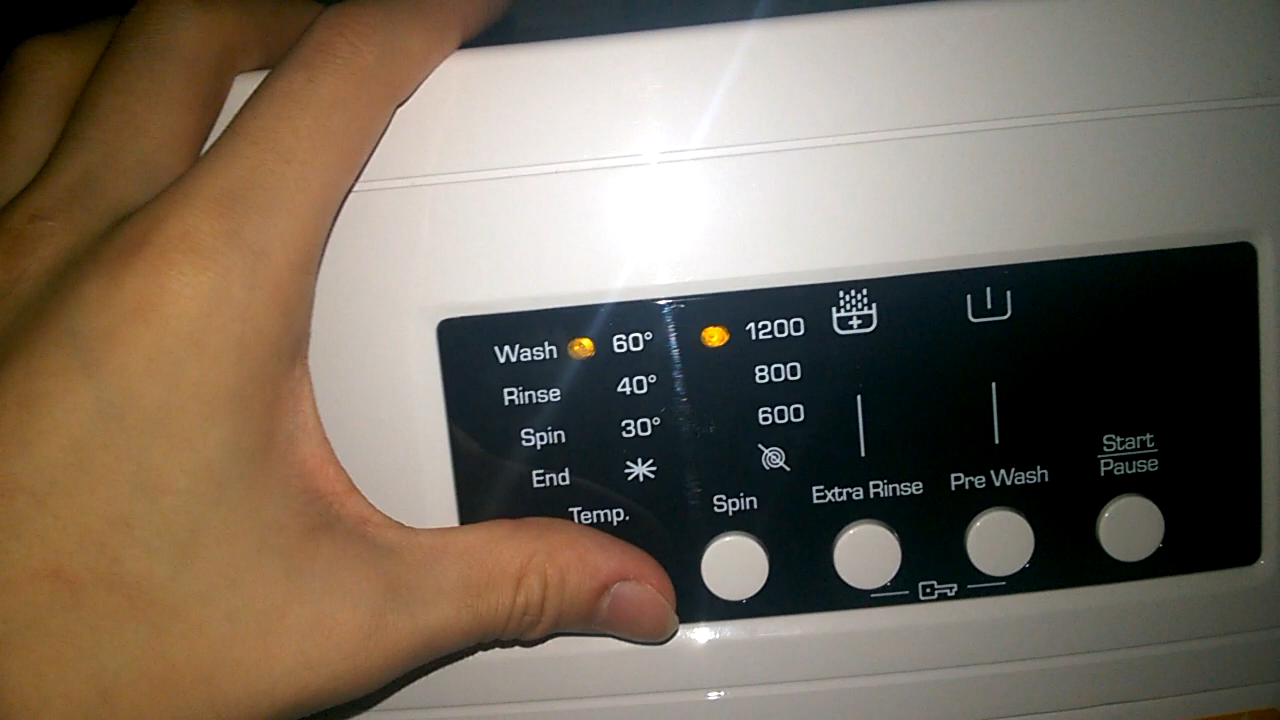 Wash 60° 1200
Rinse 40° 800
Spin 30° 600
End
Temp. Spin Extra Rinse Pre Wash Start
Pause